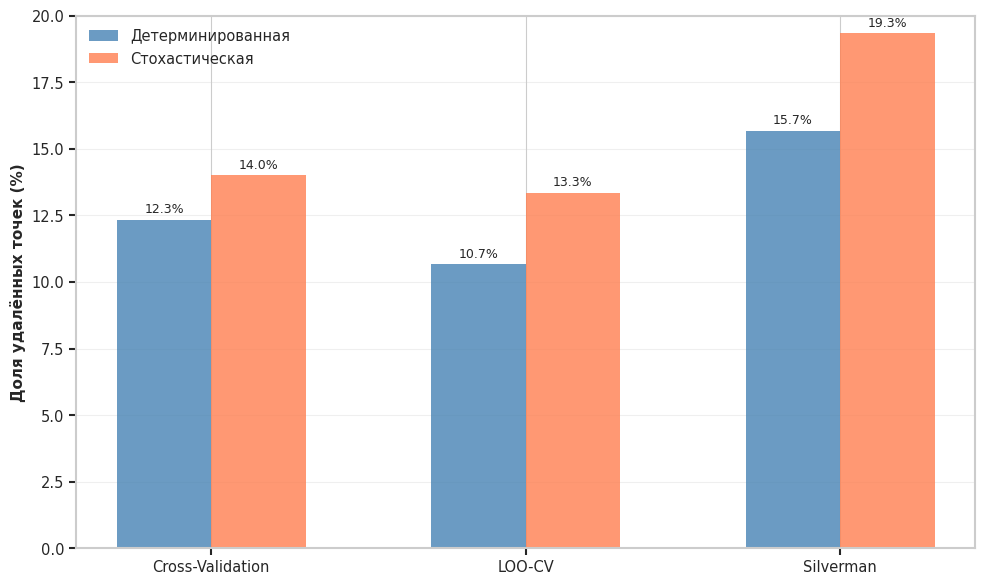 Доля удалённых точек (%)
20.0
17.5
15.0
12.5
10.0
7.5
5.0
2.5
0.0
Детерминированная
Стохастическая
12.3%
14.0%
10.7%
13.3%
15.7%
19.3%
Cross-Validation
LOO-CV
Silverman